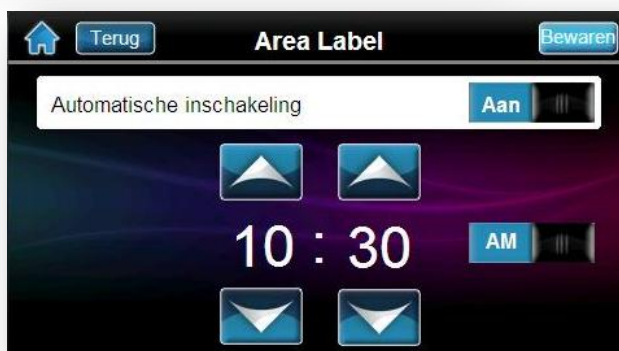 Terug Area Label Bewaren
Automatische inschakeling Aan
10 : 30 AM